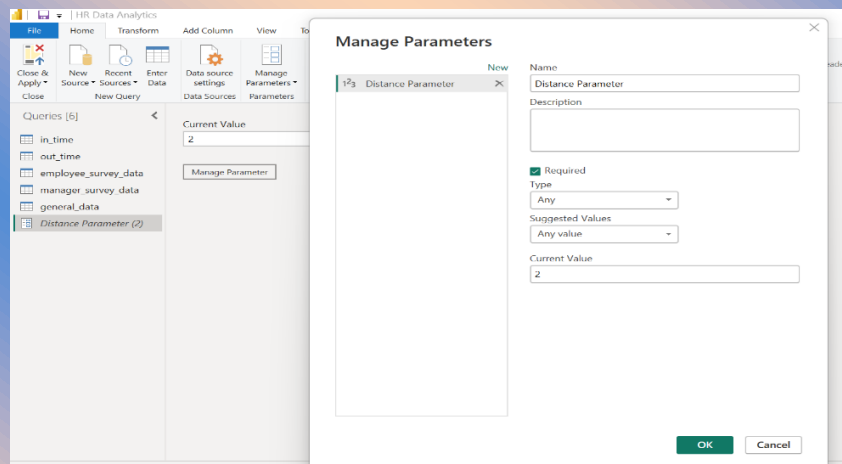 HR Data Analytics
File Home Transform Add Column View To
Close & Apply
New Source
Recent Sources
Enter Data
Data source settings
Manage Parameters
Close New Query Data Sources Parameters
Queries [6]
in_time
out_time
employee_survey_data
manager_survey_data
general_data
Distance Parameter (2)
Current Value
2
Manage Parameter
Manage Parameters
New
1²3 Distance Parameter
Name
Distance Parameter
Description
Required
Type
Any
Suggested Values
Any value
Current Value
2
OK Cancel